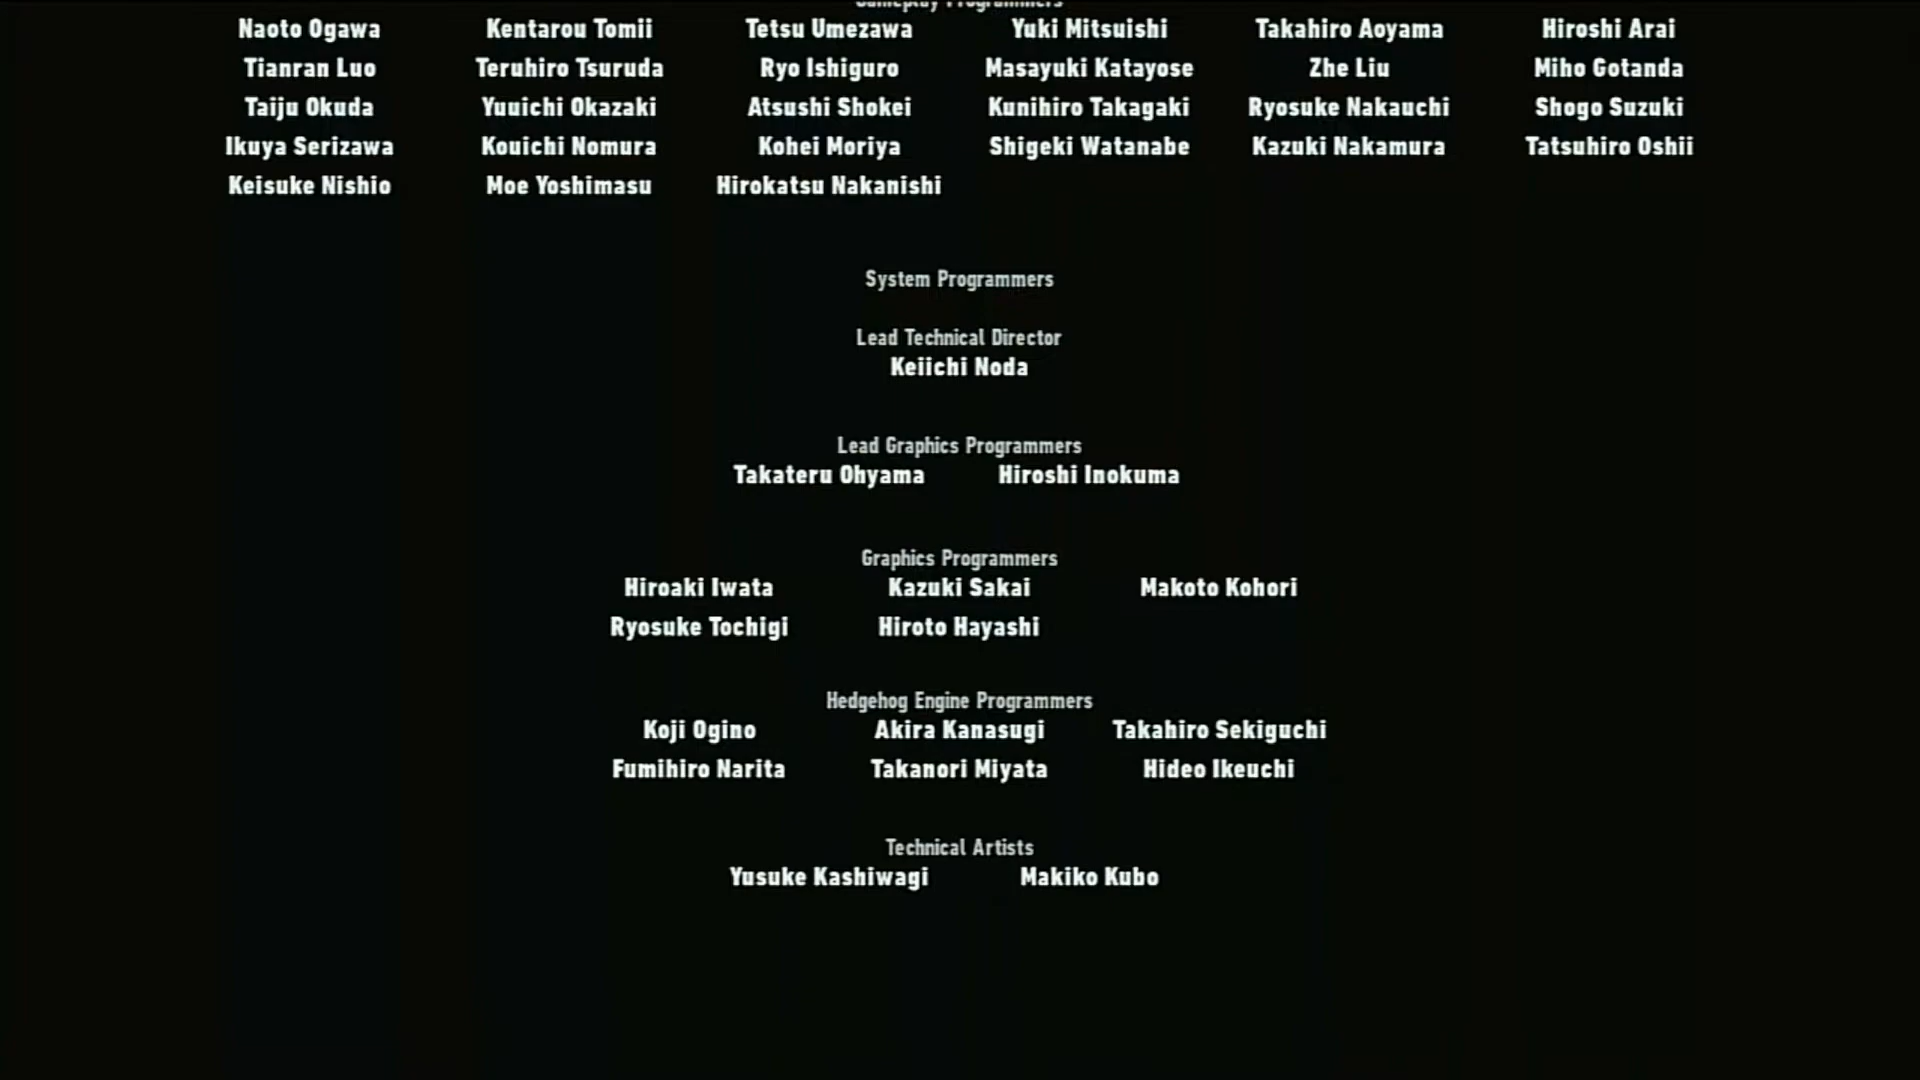 Gameplay Programmers
Naoto Ogawa Kentarou Tomii Tetsu Umezawa Yuki Mitsuishi Takahiro Aoyama Hiroshi Arai
Tianran Luo Teruhiro Tsuruda Ryo Ishiguro Masayuki Katayose Zhe Liu Miho Gotanda
Taiju Okuda Yuuichi Okazaki Atsushi Shokei Kunihiro Takagaki Ryosuke Nakauchi Shogo Suzuki
Ikuya Serizawa Kouichi Nomura Kohei Moriya Shigeki Watanabe Kazuki Nakamura Tatsuhiro Oshii
Keisuke Nishio Moe Yoshimasu Hirokatsu Nakanishi
System Programmers
Lead Technical Director
Keiichi Noda
Lead Graphics Programmers
Takateru Ohyama Hiroshi Inokuma
Graphics Programmers
Hiroaki Iwata Kazuki Sakai Makoto Kohori
Ryosuke Tochigi Hiroto Hayashi
Hedgehog Engine Programmers
Koji Ogino Akira Kanasugi Takahiro Sekiguchi
Fumihiro Narita Takanori Miyata Hideo Ikeuchi
Technical Artists
Yusuke Kashiwagi Makiko Kubo